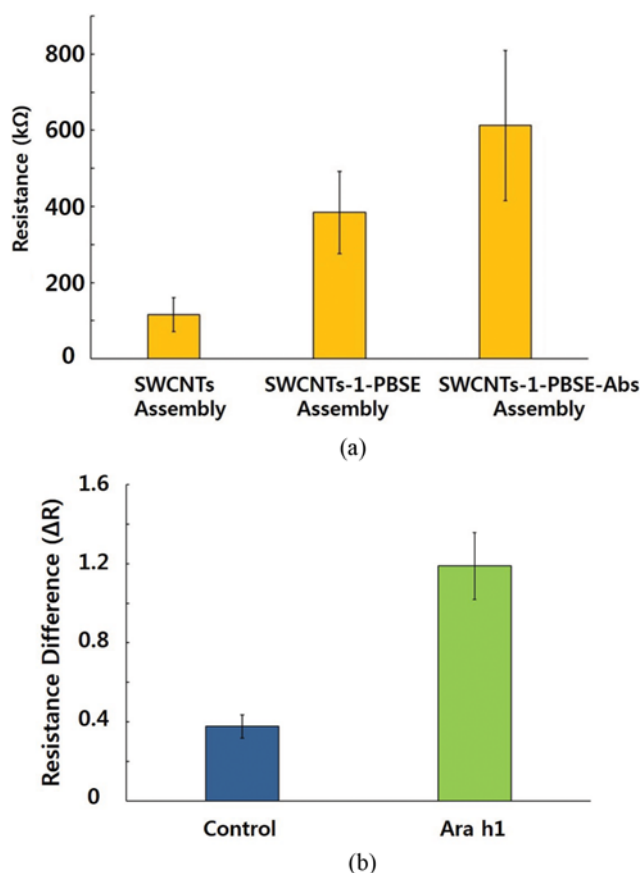 Resistance (kΩ)
800
600
400
200
0
SWCNTs
Assembly
SWCNTs-1-PBSE
Assembly
SWCNTs-1-PBSE-Abs
Assembly
(a)
Resistance Difference (ΔR)
1.6
1.2
0.8
0.4
0
Control
Ara h1
(b)